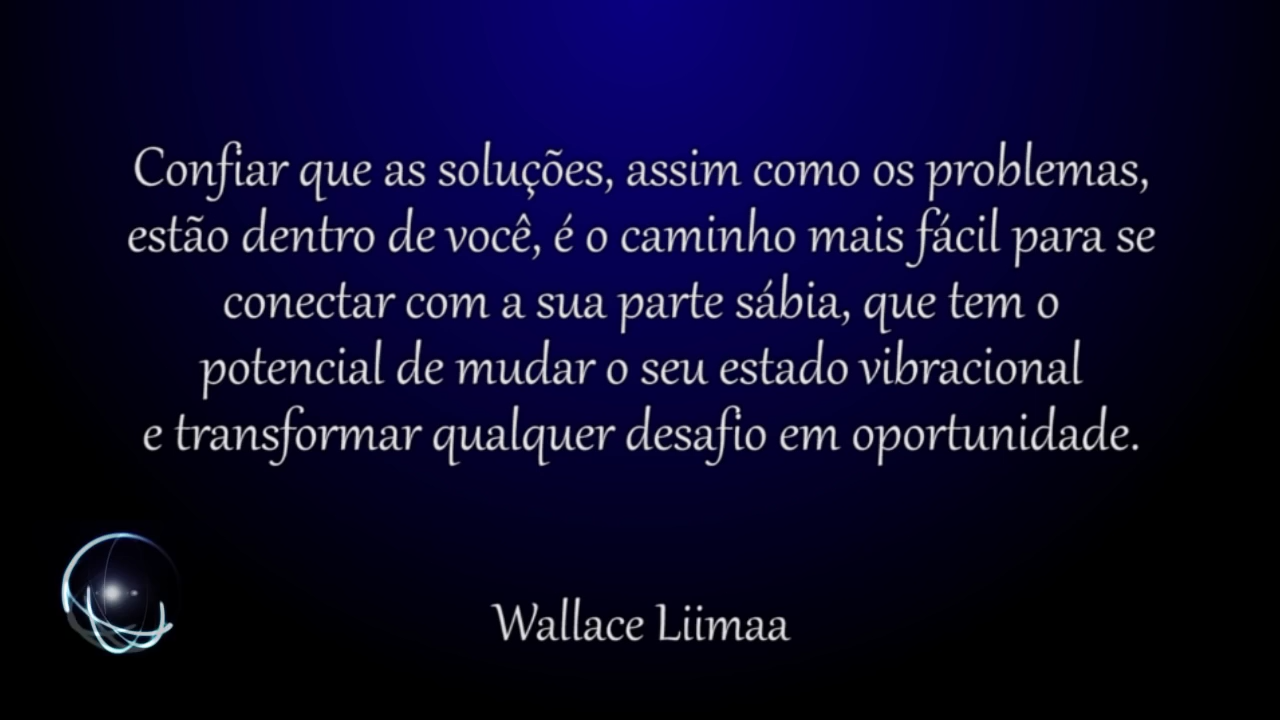 Confiar que as soluções, assim como os problemas,
estão dentro de você, é o caminho mais fácil para se
conectar com a sua parte sábia, que tem o
potencial de mudar o seu estado vibracional
e transformar qualquer desafio em oportunidade.
Wallace Liimaa